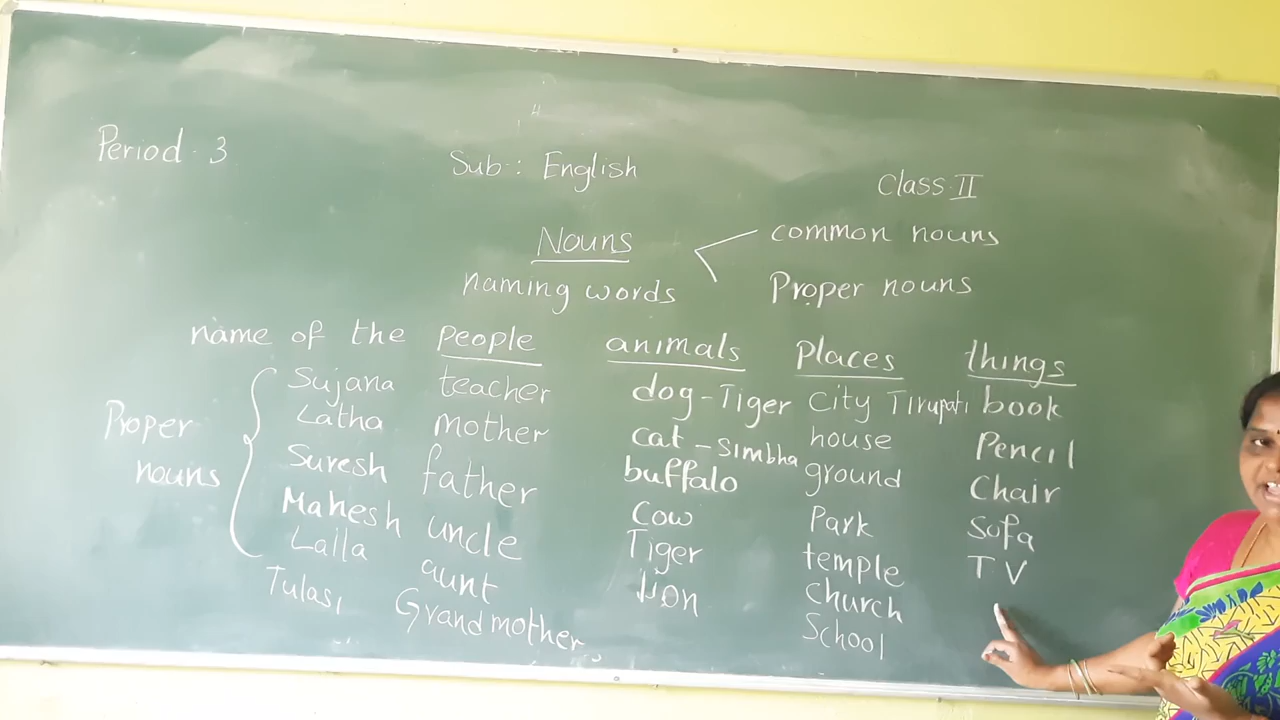 Period - 3
Sub-: English
Class-II
Nouns
common nouns
naming words
Proper nouns
name of the People animals Places things
Sujana teacher dog-Tiger City Tirupati book
Proper nouns
Latha mother cat - Simbha house Pencil
Suresh father buffalo ground Chair
Mahesh uncle Cow Park Sofa
Laila aunt Tiger temple TV
Tulasi Grandmother lion Church
School